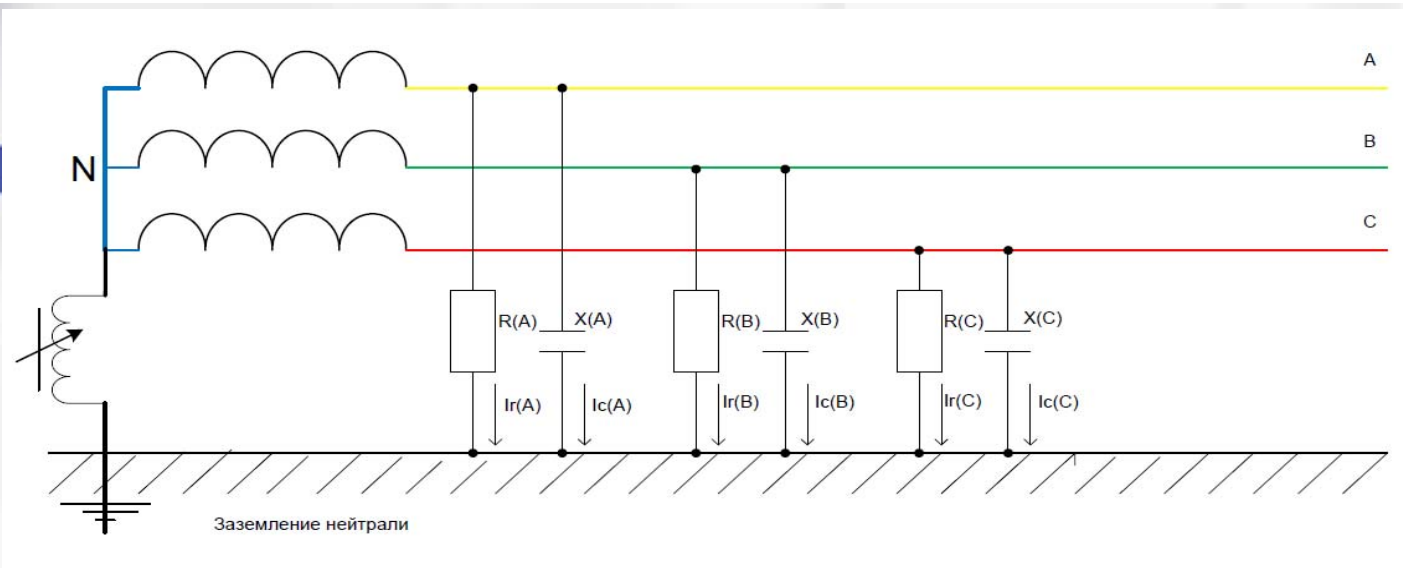 A
B
N
C
R(A)
X(A)
R(B)
X(B)
R(C)
X(C)
Ir(A)
Ic(A)
Ir(B)
Ic(B)
Ir(C)
Ic(C)
Заземление нейтрали